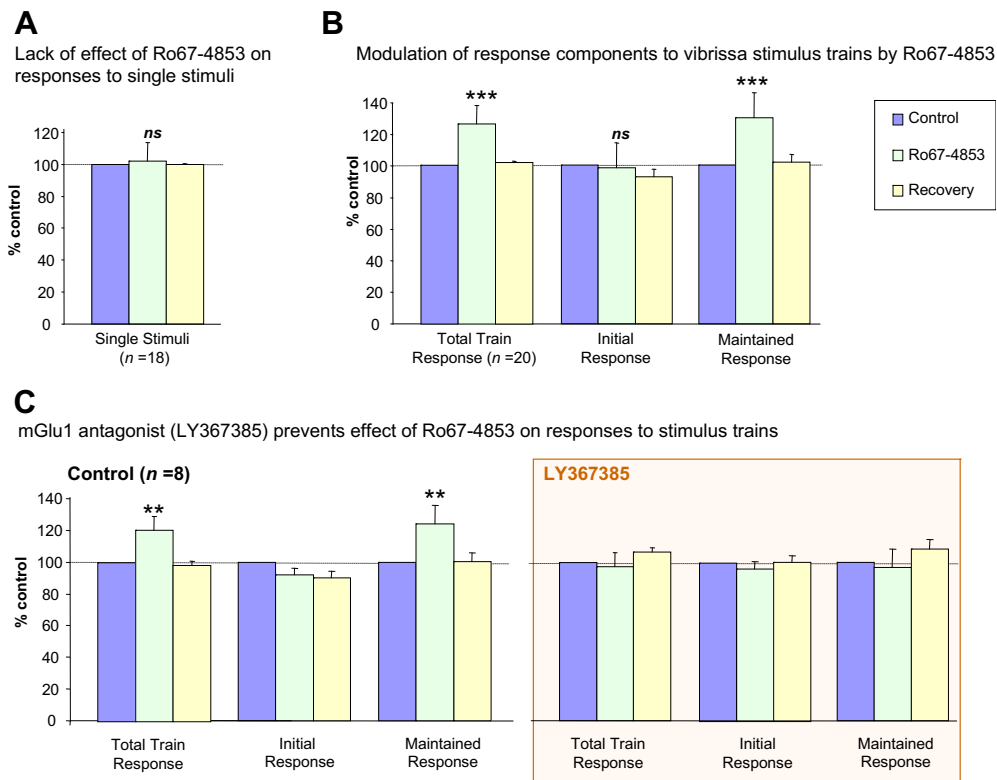 A
Lack of effect of Ro67-4853 on
responses to single stimuli
120
100
80
60
40
20
0
% control
ns
Single Stimuli
(n =18)
B
Modulation of response components to vibrissa stimulus trains by Ro67-4853
140
120
100
80
60
40
20
0
% control
***
ns
***
Total Train
Response (n =20)
Initial
Response
Maintained
Response
Control
Ro67-4853
Recovery
C
mGlu1 antagonist (LY367385) prevents effect of Ro67-4853 on responses to stimulus trains
Control (n =8)
140
120
100
80
60
40
20
0
% control
**
**
Total Train
Response
Initial
Response
Maintained
Response
LY367385
Total Train
Response
Initial
Response
Maintained
Response